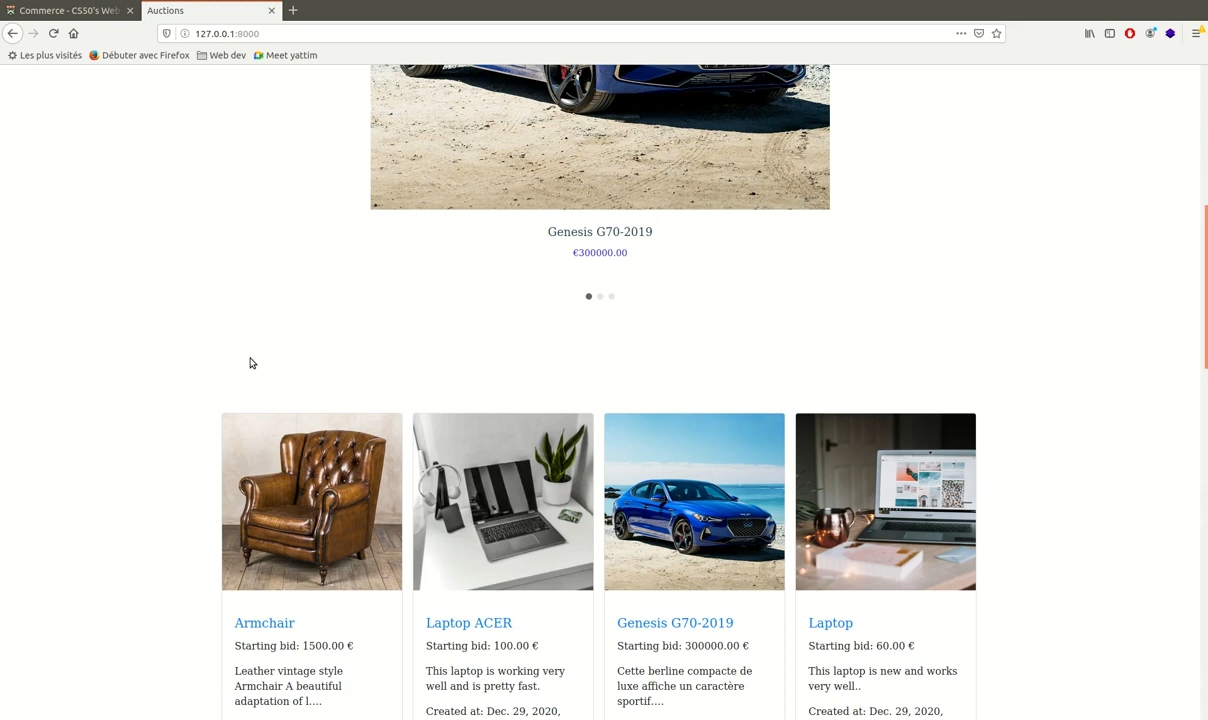 Commerce - CS50's Web
Auctions
127.0.0.1:8000
Les plus visités
Débuter avec Firefox
Web dev
Meet yattim
Genesis G70-2019
€300000.00
Armchair
Starting bid: 1500.00 €
Leather vintage style
Armchair A beautiful
adaptation of l....
Laptop ACER
Starting bid: 100.00 €
This laptop is working very
well and is pretty fast.
Created at: Dec. 29, 2020,
Genesis G70-2019
Starting bid: 300000.00 €
Cette berline compacte de
luxe affiche un caractère
sportif....
Laptop
Starting bid: 60.00 €
This laptop is new and works
very well..
Created at: Dec. 29, 2020,